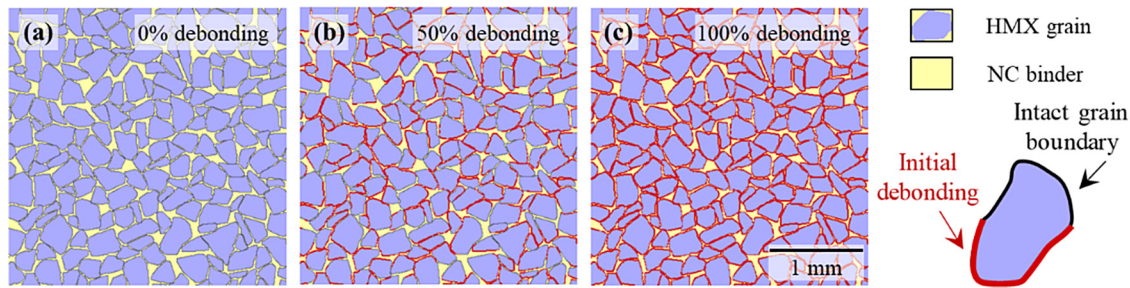 (a) 0% debonding
(b) 50% debonding
(c) 100% debonding
1 mm
HMX grain
NC binder
Intact grain
boundary
Initial
debonding